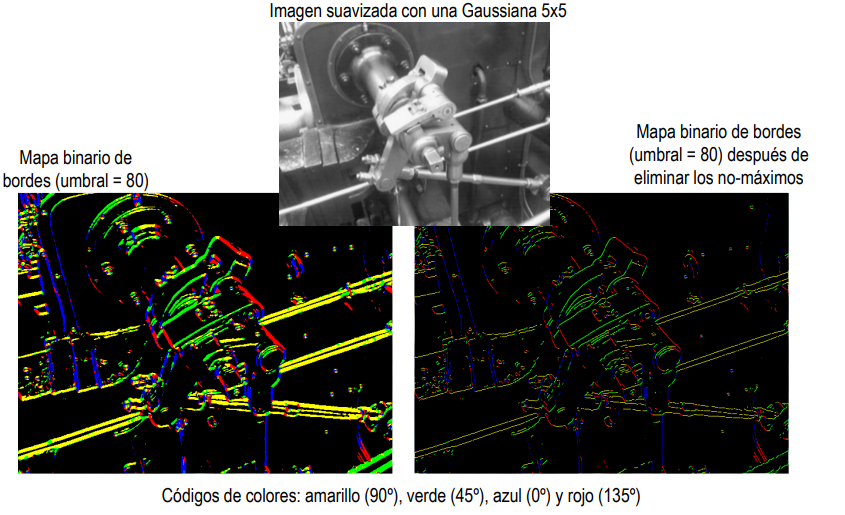 Imagen suavizada con una Gaussiana 5x5
Mapa binario de
bordes (umbral = 80)
Mapa binario de bordes
(umbral = 80) después de
eliminar los no-máximos
Códigos de colores: amarillo (90º), verde (45º), azul (0º) y rojo (135º)